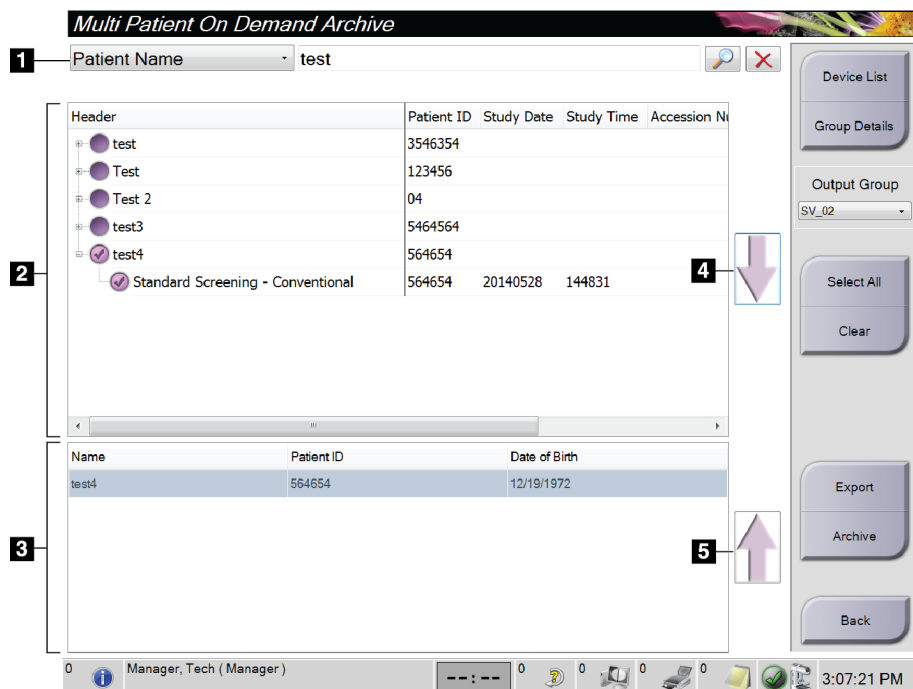 Multi Patient On Demand Archive
1
Patient Name
test
Device List
Group Details
Output Group
SV_02
Select All
Clear
Export
Archive
Back
2
Header Patient ID Study Date Study Time Accession Nu
test 3546354
Test 123456
Test 2 04
test3 5464564
test4 564654
Standard Screening - Conventional 564654 20140528 144831
4
3
Name Patient ID Date of Birth
test4 564654 12/19/1972
5
0 Manager, Tech ( Manager ) --:-- 0 0 0 0 3:07:21 PM